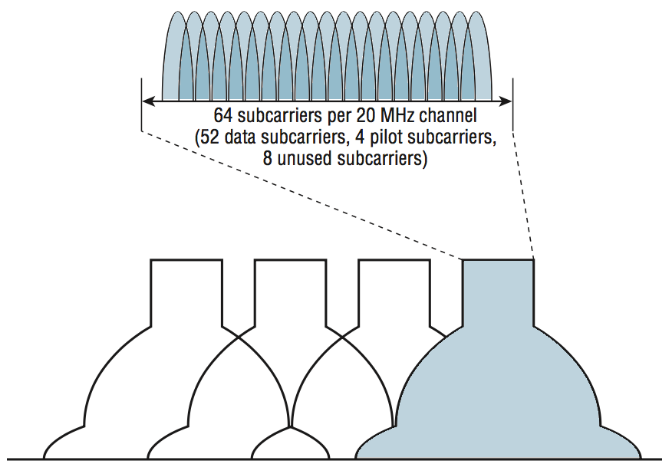 64 subcarriers per 20 MHz channel
(52 data subcarriers, 4 pilot subcarriers,
8 unused subcarriers)